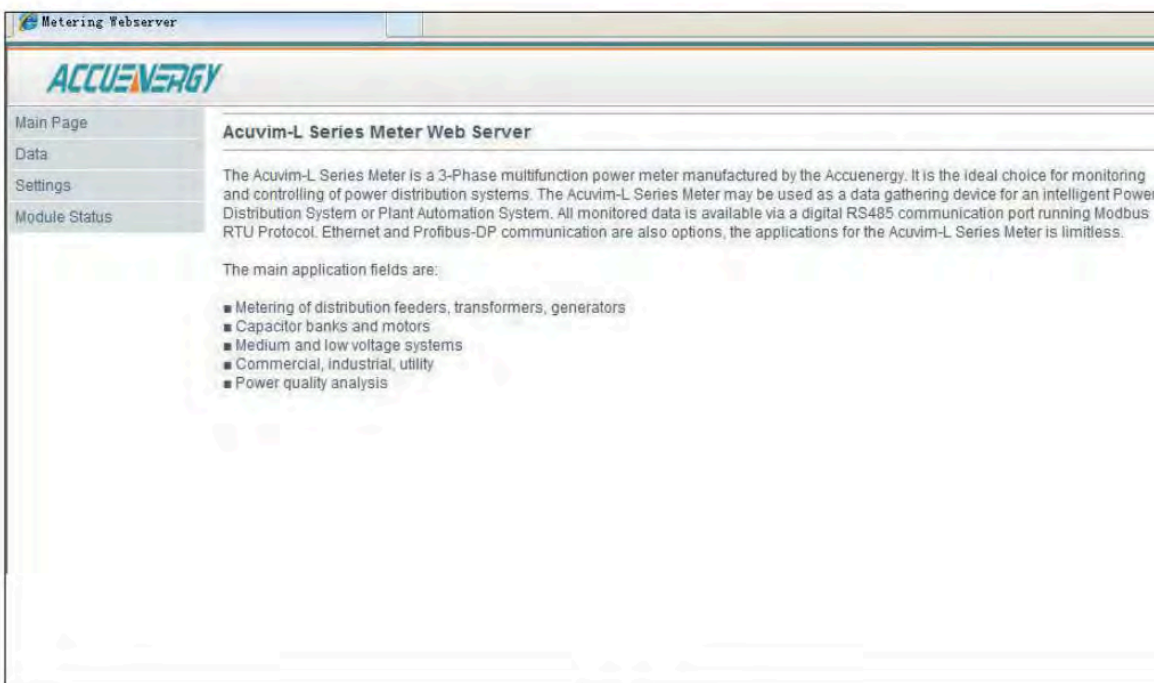 Metering Webserver
ACCUENERGY
Main Page
Data
Settings
Module Status
Acuvim-L Series Meter Web Server
The Acuvim-L Series Meter is a 3-Phase multifunction power meter manufactured by the Accuenergy. It is the ideal choice for monitoring
and controlling of power distribution systems. The Acuvim-L Series Meter may be used as a data gathering device for an intelligent Power
Distribution System or Plant Automation System. All monitored data is available via a digital RS485 communication port running Modbus
RTU Protocol. Ethernet and Profibus-DP communication are also options, the applications for the Acuvim-L Series Meter is limitless.
The main application fields are:
■ Metering of distribution feeders, transformers, generators
■ Capacitor banks and motors
■ Medium and low voltage systems
■ Commercial, industrial, utility
■ Power quality analysis